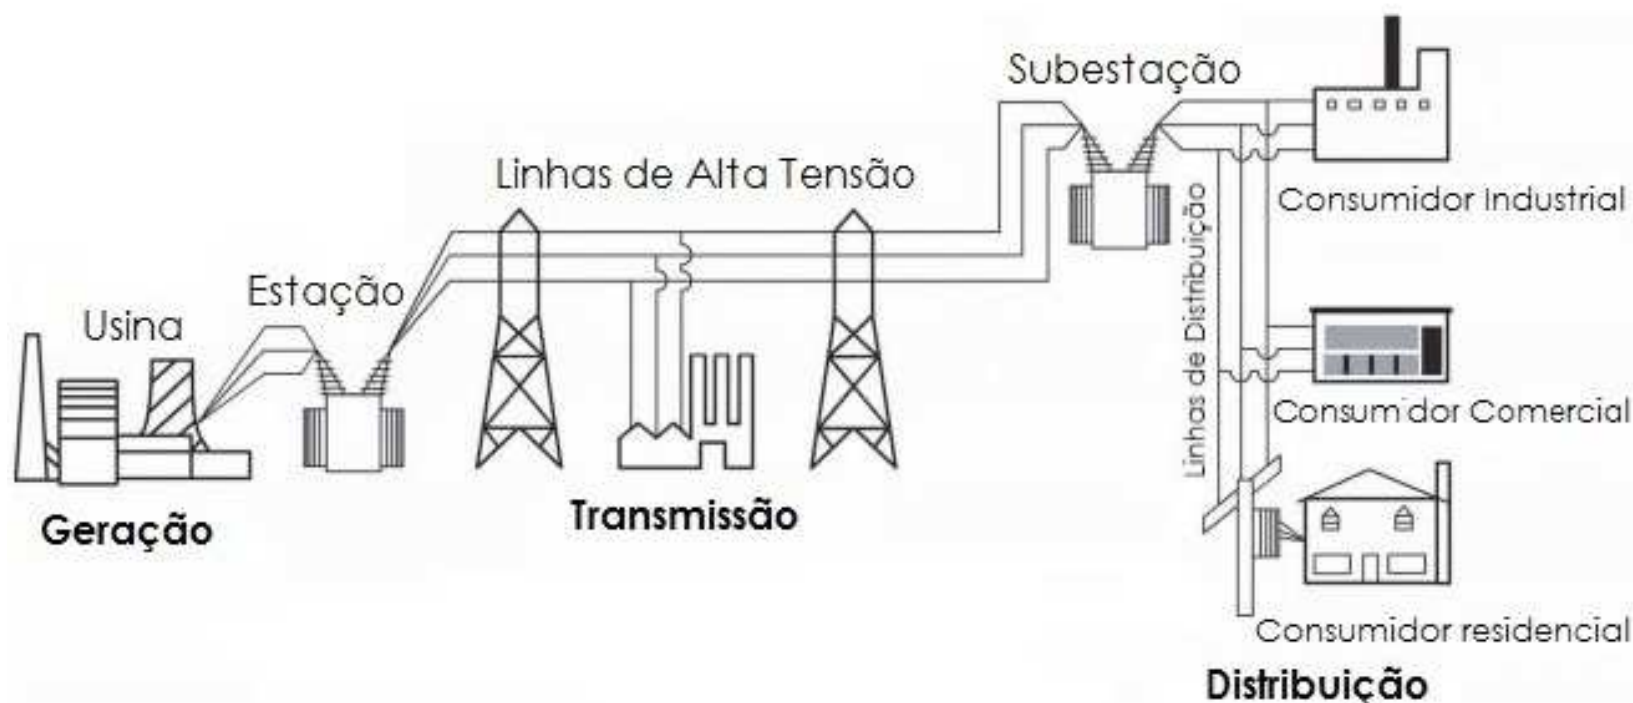 Usina
Estação
Linhas de Alta Tensão
Subestação
Geração
Transmissão
Linhas de Distribuição
Consumidor Industrial
Consumidor Comercial
Consumidor residencial
Distribuição